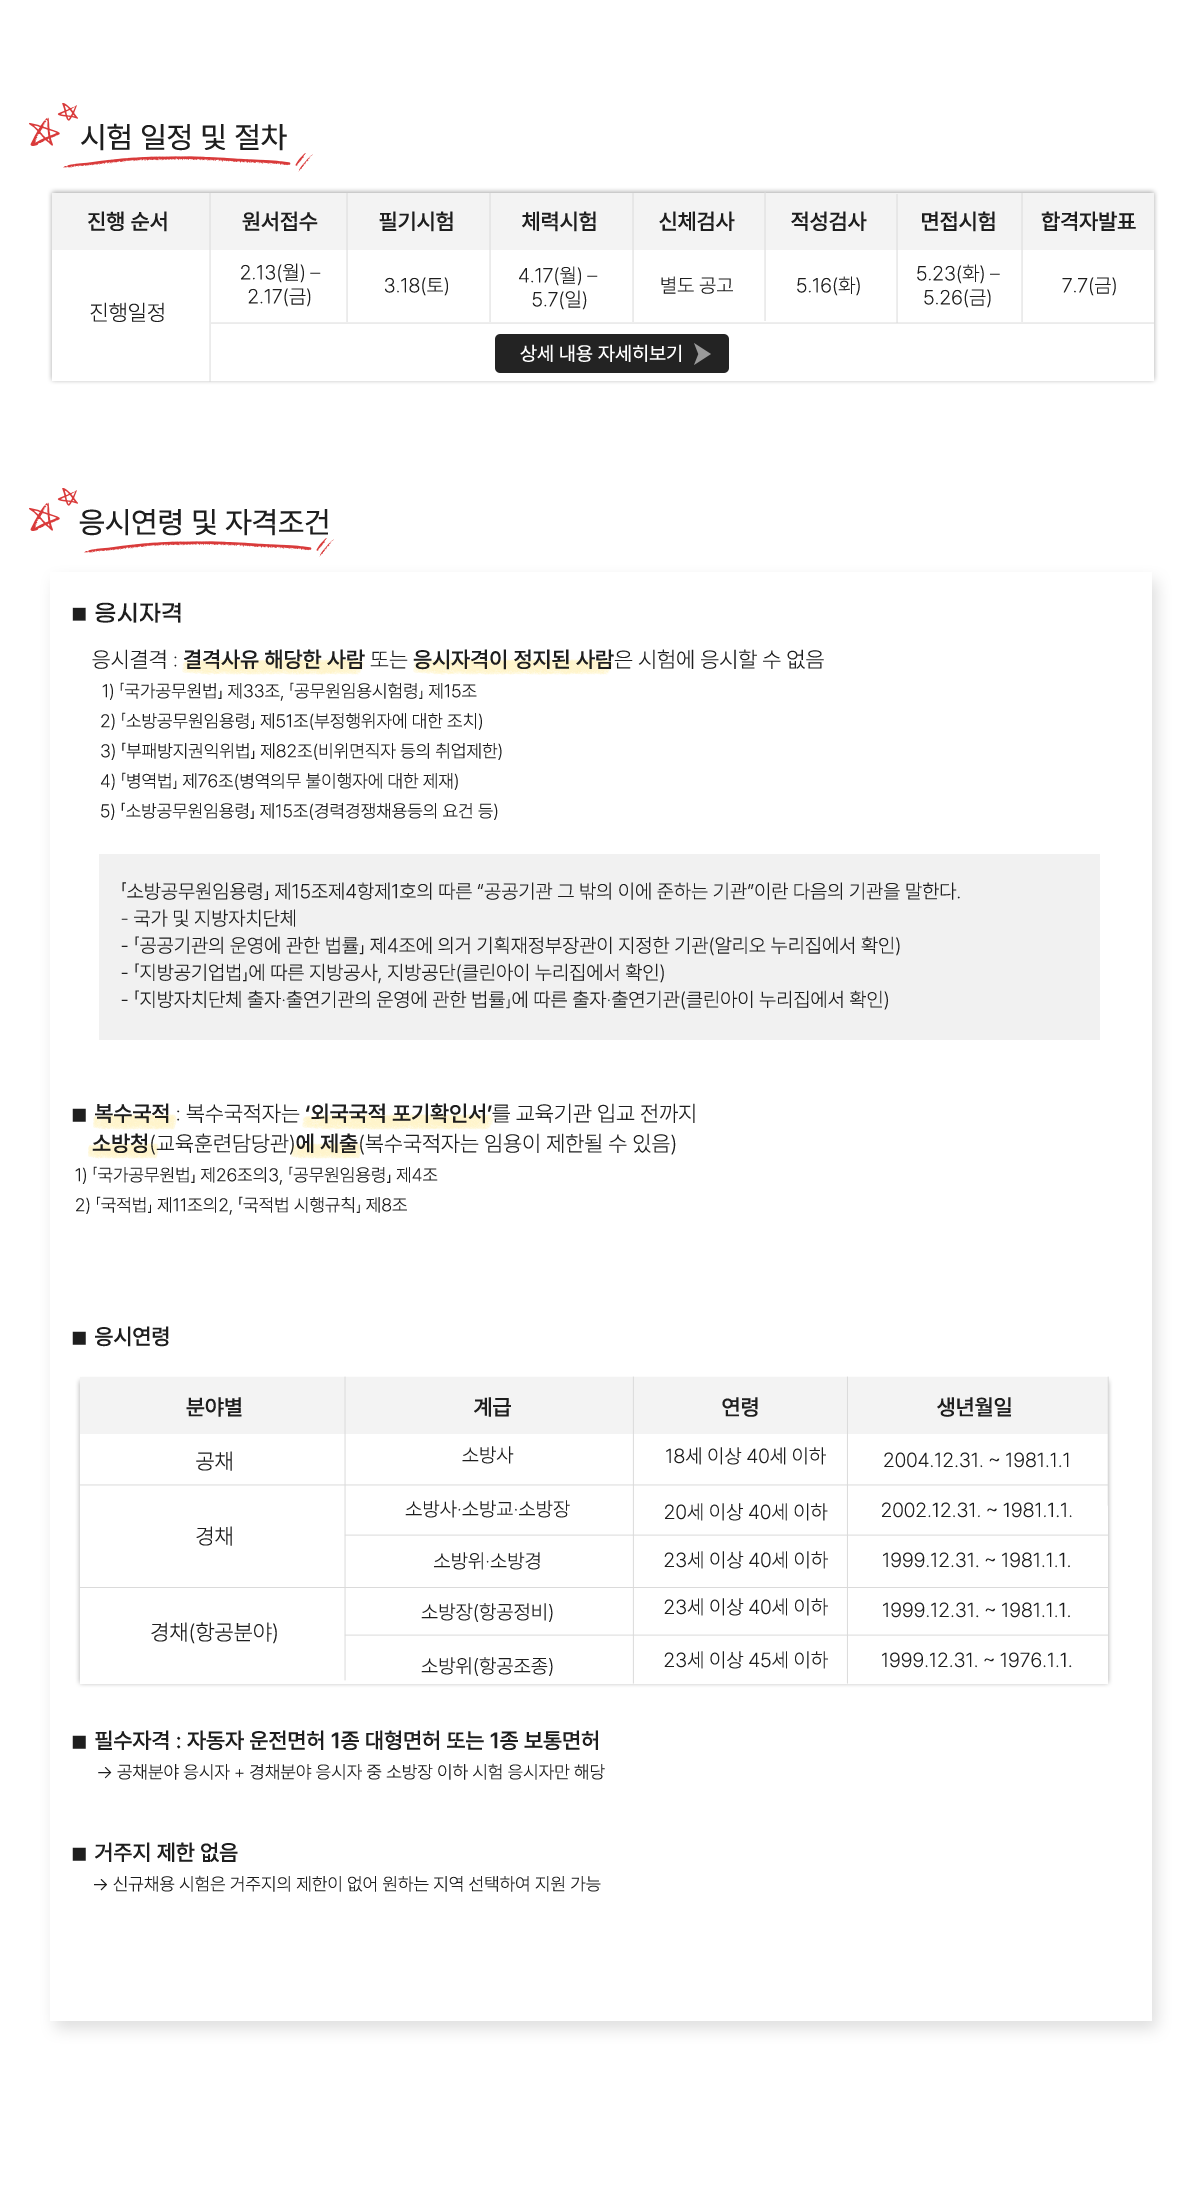 시험 일정 및 절차
진행 순서 원서접수 필기시험 체력시험 신체검사 적성검사 면접시험 합격자발표
진행일정 2.13(월) – 2.17(금) 3.18(토) 4.17(월) – 5.7(일) 별도 공고 5.16(화) 5.23(화) – 5.26(금) 7.7(금)
상세 내용 자세히보기
응시연령 및 자격조건
■ 응시자격
응시결격 : 결격사유 해당한 사람 또는 응시자격이 정지된 사람은 시험에 응시할 수 없음
1) 「국가공무원법」 제33조, 「공무원임용시험령」 제15조
2) 「소방공무원임용령」 제51조(부정행위자에 대한 조치)
3) 「부패방지권익위법」 제82조(비위면직자 등의 취업제한)
4) 「병역법」 제76조(병역의무 불이행자에 대한 제재)
5) 「소방공무원임용령」 제15조(경력경쟁채용등의 요건 등)
「소방공무원임용령」 제15조제4항제1호의 따른 “공공기관 그 밖의 이에 준하는 기관”이란 다음의 기관을 말한다.
- 국가 및 지방자치단체
- 「공공기관의 운영에 관한 법률」 제4조에 의거 기획재정부장관이 지정한 기관(알리오 누리집에서 확인)
- 「지방공기업법」에 따른 지방공사, 지방공단(클린아이 누리집에서 확인)
- 「지방자치단체 출자·출연기관의 운영에 관한 법률」에 따른 출자·출연기관(클린아이 누리집에서 확인)
■ 복수국적 : 복수국적자는 ‘외국국적 포기확인서’를 교육기관 입교 전까지
소방청(교육훈련담당관)에 제출(복수국적자는 임용이 제한될 수 있음)
1) 「국가공무원법」 제26조의3, 「공무원임용령」 제4조
2) 「국적법」 제11조의2, 「국적법 시행규칙」 제8조
■ 응시연령
분야별 계급 연령 생년월일
공채 소방사 18세 이상 40세 이하 2004.12.31. ~ 1981.1.1
경채 소방사·소방교·소방장 20세 이상 40세 이하 2002.12.31. ~ 1981.1.1.
소방위·소방경 23세 이상 40세 이하 1999.12.31. ~ 1981.1.1.
경채(항공분야) 소방장(항공정비) 23세 이상 40세 이하 1999.12.31. ~ 1981.1.1.
소방위(항공조종) 23세 이상 45세 이하 1999.12.31. ~ 1976.1.1.
■ 필수자격 : 자동자 운전면허 1종 대형면허 또는 1종 보통면허
→ 공채분야 응시자 + 경채분야 응시자 중 소방장 이하 시험 응시자만 해당
■ 거주지 제한 없음
→ 신규채용 시험은 거주지의 제한이 없어 원하는 지역 선택하여 지원 가능